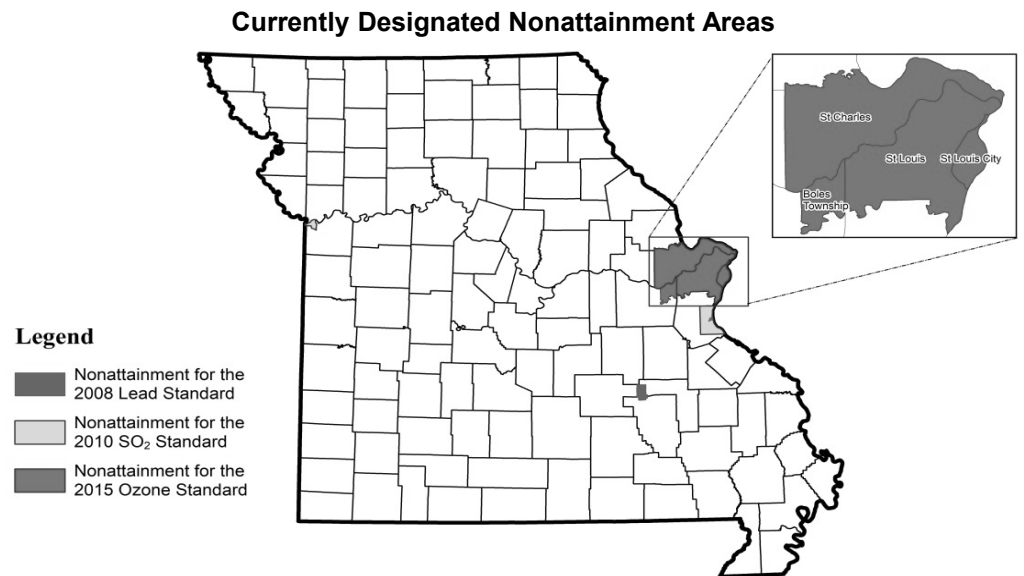 Currently Designated Nonattainment Areas
St Charles
St Louis
St Louis City
Boles
Township
Legend
Nonattainment for the
2008 Lead Standard
Nonattainment for the
2010 SO₂ Standard
Nonattainment for the
2015 Ozone Standard